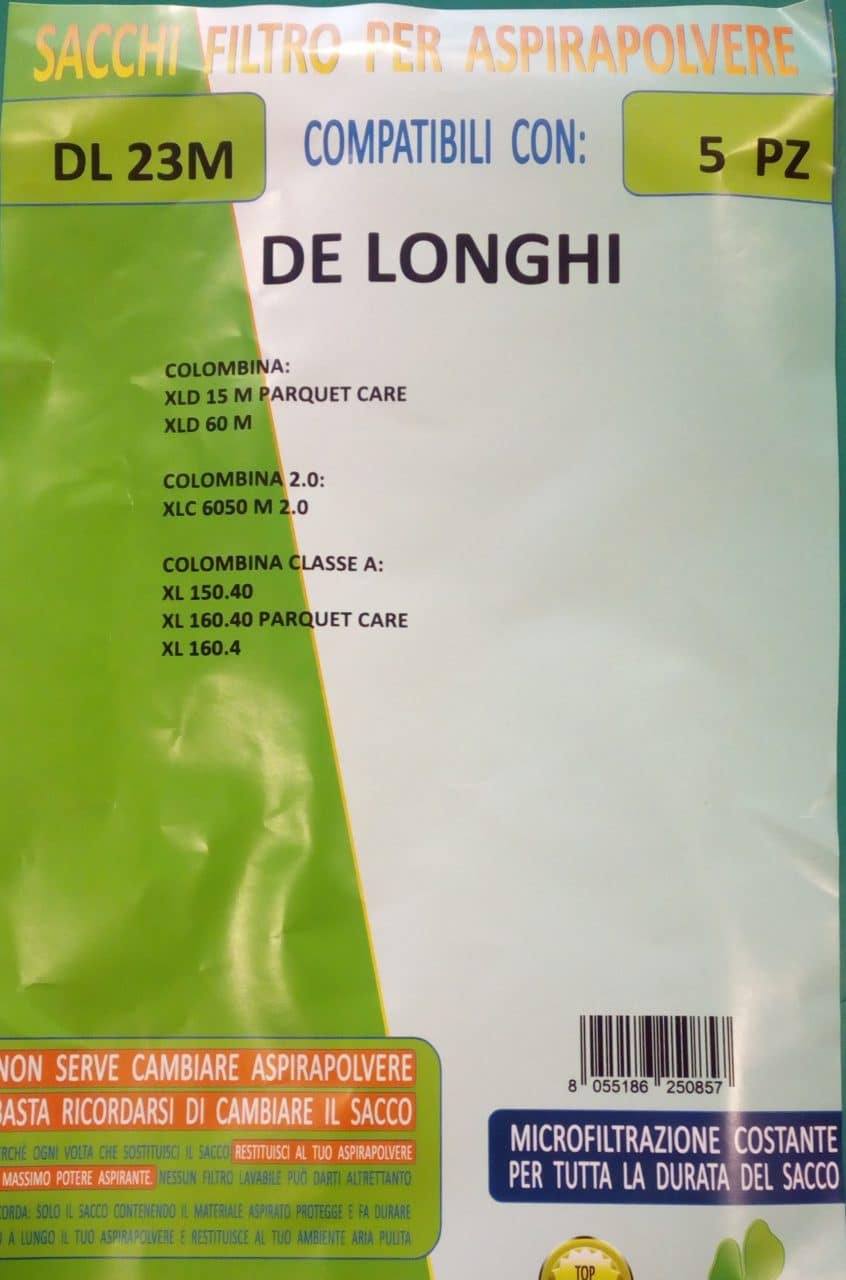 SACCHI FILTRO PER ASPIRAPOLVERE
DL 23M
COMPATIBILI CON:
5 PZ
DE LONGHI
COLOMBINA:
XLD 15 M PARQUET CARE
XLD 60 M
COLOMBINA 2.0:
XLC 6050 M 2.0
COLOMBINA CLASSE A:
XL 150.40
XL 160.40 PARQUET CARE
XL 160.4
NON SERVE CAMBIARE ASPIRAPOLVERE
BASTA RICORDARSI DI CAMBIARE IL SACCO
OGNI VOLTA CHE SOSTITUISCI IL SACCO RESTITUISCI AL TUO ASPIRAPOLVERE
MASSIMO POTERE ASPIRANTE. NESSUN FILTRO LAVABILE PUÒ DARTI ALTRETTANTO
SOLO IL SACCO CONTENENDO IL MATERIALE ASPIRATO PROTEGGE E FA DURARE
A LUNGO IL TUO ASPIRAPOLVERE E RESTITUISCE AL TUO AMBIENTE ARIA PULITA
8 055186 250857
MICROFILTRAZIONE COSTANTE
PER TUTTA LA DURATA DEL SACCO
TOP